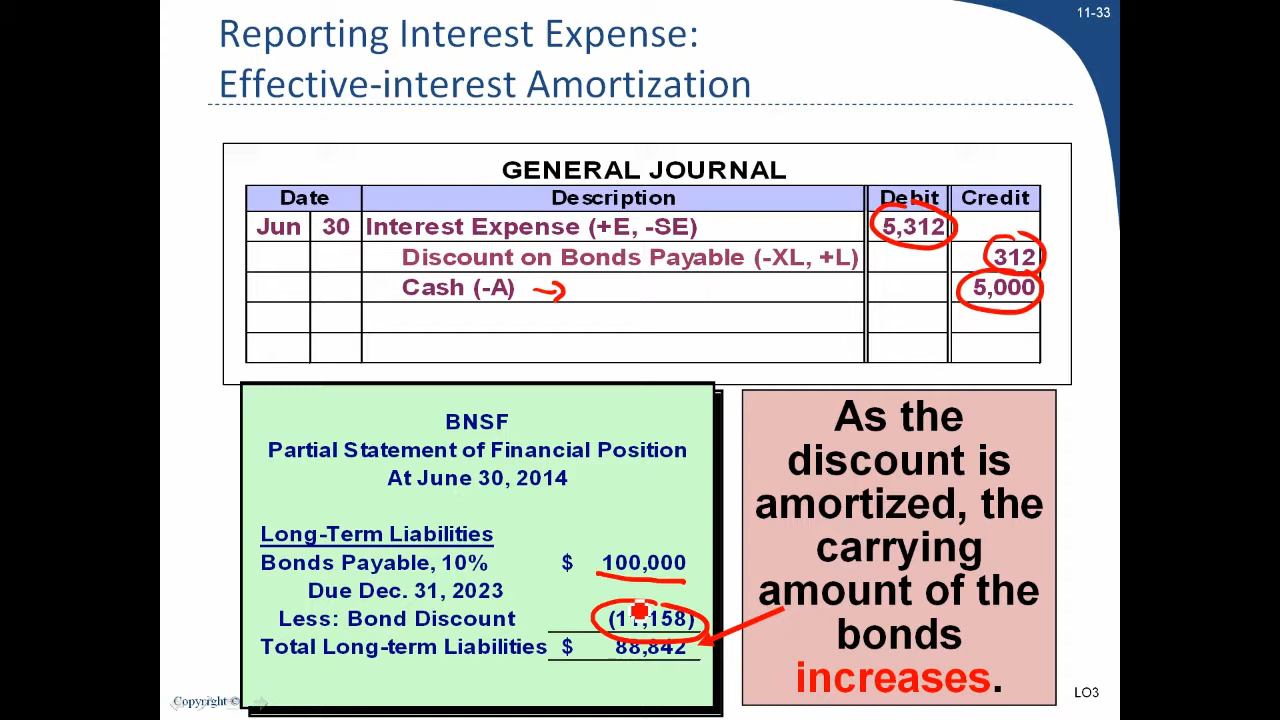 11-33
Reporting Interest Expense:
Effective-interest Amortization
GENERAL JOURNAL
Date Description Debit Credit
Jun 30 Interest Expense (+E, -SE) 5,312
Discount on Bonds Payable (-XL, +L) 312
Cash (-A) 5,000
BNSF
Partial Statement of Financial Position
At June 30, 2014
Long-Term Liabilities
Bonds Payable, 10% $ 100,000
Due Dec. 31, 2023
Less: Bond Discount (11,158)
Total Long-term Liabilities $ 88,842
As the
discount is
amortized, the
carrying
amount of the
bonds
increases.
Copyright ©
LO3